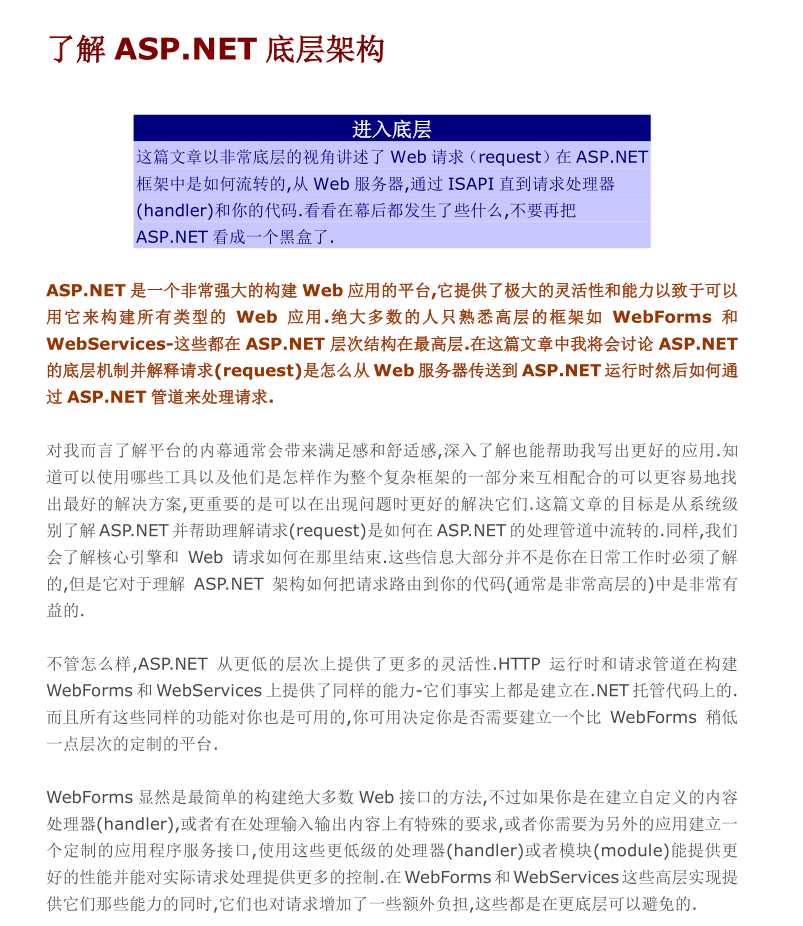 了解 ASP.NET 底层架构
进入底层
这篇文章以非常底层的视角讲述了 Web 请求（request）在 ASP.NET
框架中是如何流转的,从 Web 服务器,通过 ISAPI 直到请求处理器
(handler)和你的代码.看看在幕后都发生了些什么,不要再把
ASP.NET 看成一个黑盒了.
ASP.NET 是一个非常强大的构建 Web 应用的平台,它提供了极大的灵活性和能力以致于可以
用它来构建所有类型的 Web 应用.绝大多数的人只熟悉高层的框架如 WebForms 和
WebServices-这些都在 ASP.NET 层次结构在最高层.在这篇文章中我将会讨论 ASP.NET
的底层机制并解释请求(request)是怎么从 Web 服务器传送到 ASP.NET 运行时然后如何通
过 ASP.NET 管道来处理请求.
对我而言了解平台的内幕通常会带来满足感和舒适感,深入了解也能帮助我写出更好的应用.知
道可以使用哪些工具以及他们是怎样作为整个复杂框架的一部分来互相配合的可以更容易地找
出最好的解决方案,更重要的是可以在出现问题时更好的解决它们.这篇文章的目标是从系统级
别了解 ASP.NET 并帮助理解请求(request)是如何在 ASP.NET 的处理管道中流转的.同样,我们
会了解核心引擎和 Web 请求如何在那里结束.这些信息大部分并不是你在日常工作时必须了解
的,但是它对于理解 ASP.NET 架构如何把请求路由到你的代码(通常是非常高层的)中是非常有
益的.
不管怎么样,ASP.NET 从更低的层次上提供了更多的灵活性.HTTP 运行时和请求管道在构建
WebForms 和 WebServices 上提供了同样的能力-它们事实上都是建立在.NET 托管代码上的.
而且所有这些同样的功能对你也是可用的,你可用决定你是否需要建立一个比 WebForms 稍低
一点层次的定制的平台.
WebForms 显然是最简单的构建绝大多数 Web 接口的方法,不过如果你是在建立自定义的内容
处理器(handler),或者有在处理输入输出内容上有特殊的要求,或者你需要为另外的应用建立一
个定制的应用程序服务接口,使用这些更低级的处理器(handler)或者模块(module)能提供更
好的性能并能对实际请求处理提供更多的控制.在 WebForms 和 WebServices 这些高层实现提
供它们那些能力的同时,它们也对请求增加了一些额外负担,这些都是在更底层可以避免的.